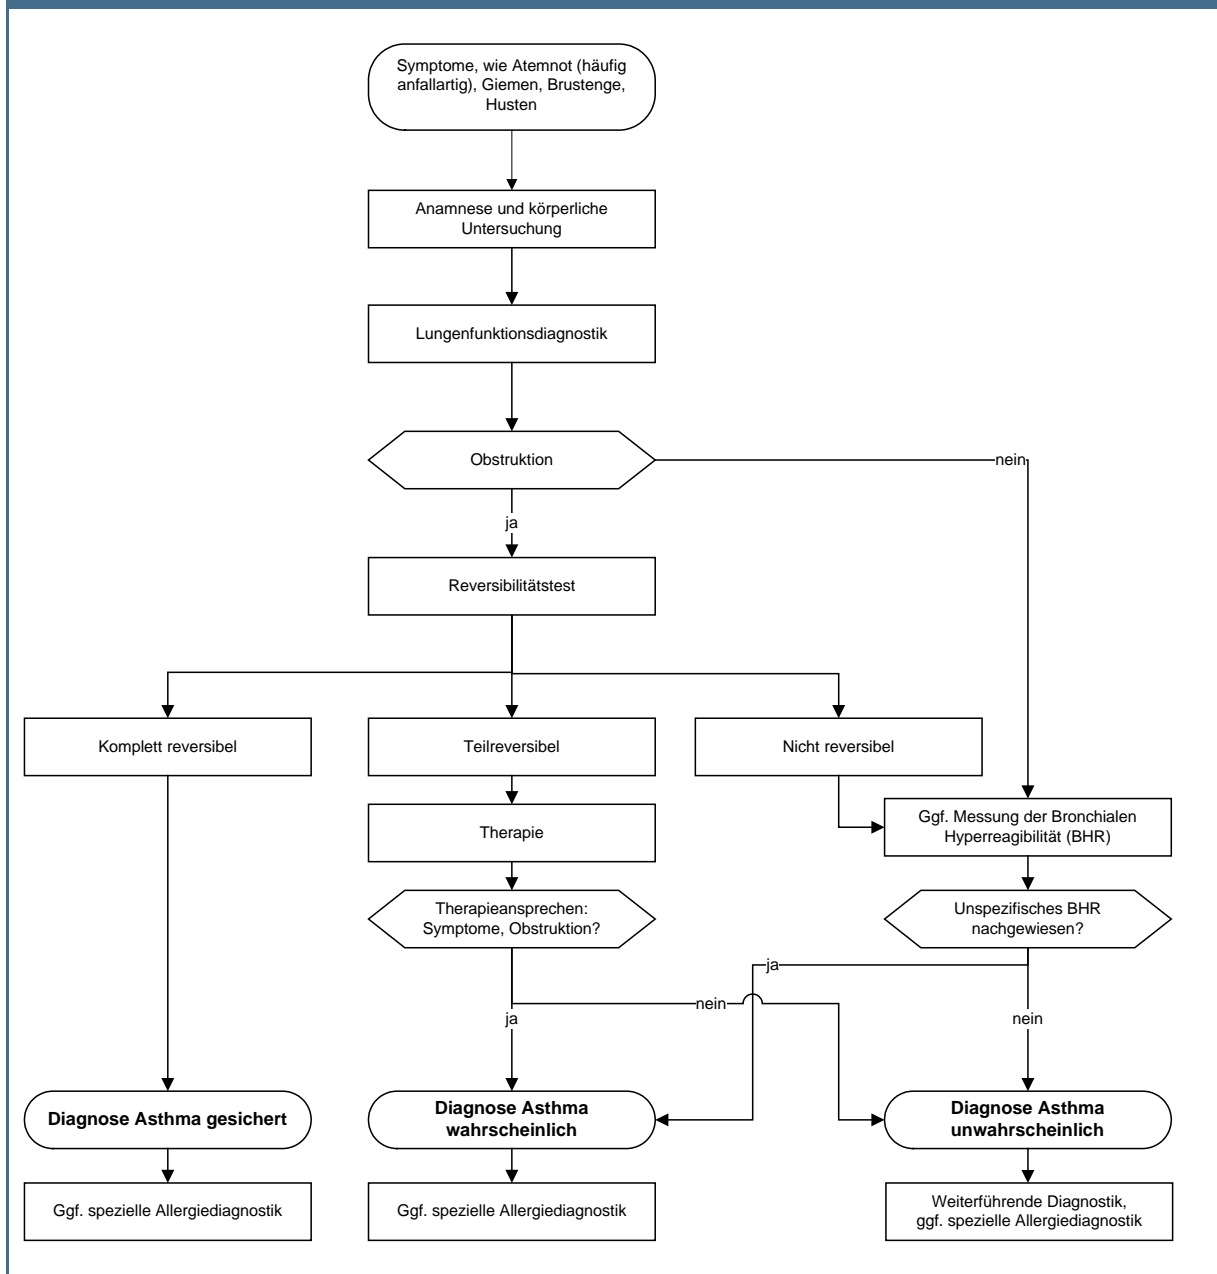 Symptome, wie Atemnot (häufig
anfallartig), Giemen, Brustenge,
Husten
Anamnese und körperliche
Untersuchung
Lungenfunktionsdiagnostik
Obstruktion
nein
ja
Reversibilitätstest
Komplett reversibel
Teilreversibel
Nicht reversibel
Therapie
Ggf. Messung der Bronchialen
Hyperreagibilität (BHR)
Therapieansprechen:
Symptome, Obstruktion?
Unspezifisches BHR
nachgewiesen?
ja
nein
ja
nein
Diagnose Asthma gesichert
Diagnose Asthma
wahrscheinlich
Diagnose Asthma
unwahrscheinlich
Ggf. spezielle Allergiediagnostik
Ggf. spezielle Allergiediagnostik
Weiterführende Diagnostik,
ggf. spezielle Allergiediagnostik